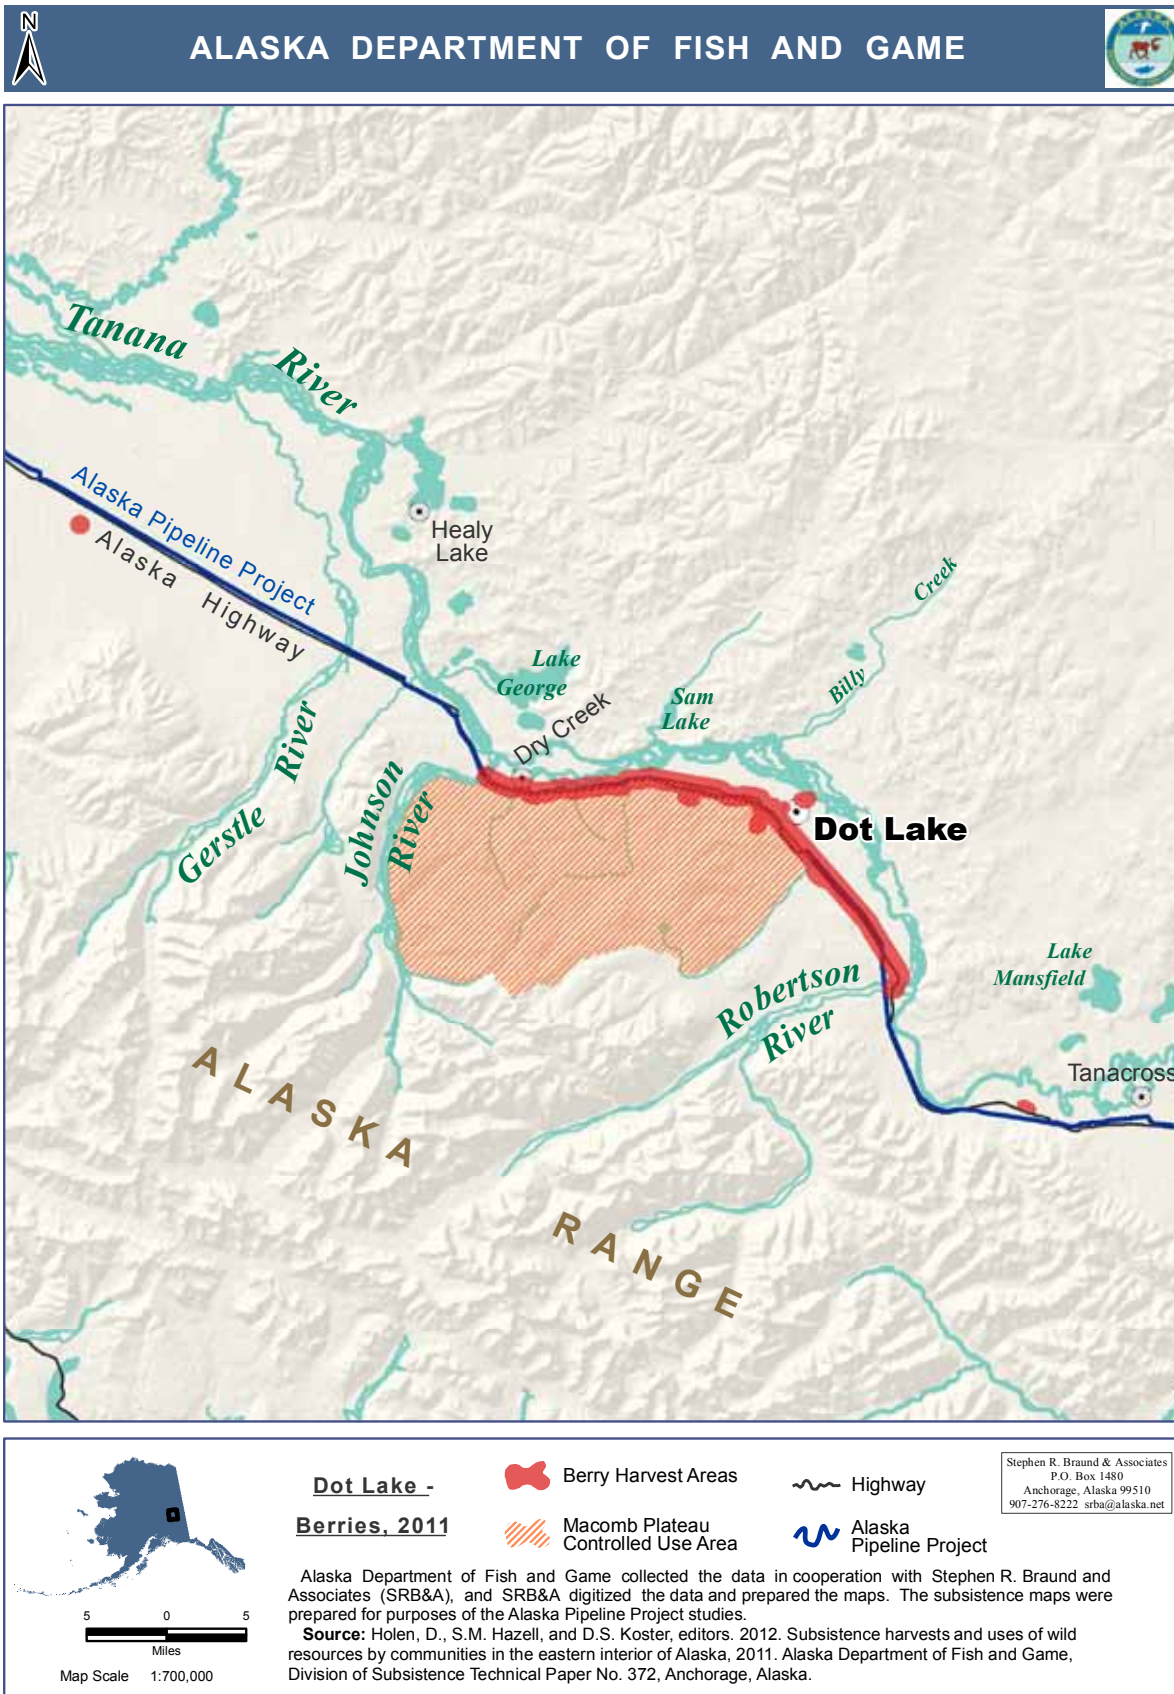 N
ALASKA DEPARTMENT OF FISH AND GAME
ALASKA
Tanana
River
Alaska Pipeline Project
Alaska Highway
Healy
Lake
Creek
Billy
Lake
George
Sam
Lake
Dry Creek
Gerstle River
Johnson
River
Dot Lake
Lake
Mansfield
Robertson
River
Tanacross
ALASKA
RANGE
Dot Lake -
Berries, 2011
Berry Harvest Areas
Macomb Plateau
Controlled Use Area
Highway
Alaska
Pipeline Project
Stephen R. Braund & Associates
P.O. Box 1480
Anchorage, Alaska 99510
907-276-8222 srba@alaska.net
5 0 5
Miles
Map Scale 1:700,000
Alaska Department of Fish and Game collected the data in cooperation with Stephen R. Braund and
Associates (SRB&A), and SRB&A digitized the data and prepared the maps. The subsistence maps were
prepared for purposes of the Alaska Pipeline Project studies.
Source: Holen, D., S.M. Hazell, and D.S. Koster, editors. 2012. Subsistence harvests and uses of wild
resources by communities in the eastern interior of Alaska, 2011. Alaska Department of Fish and Game,
Division of Subsistence Technical Paper No. 372, Anchorage, Alaska.